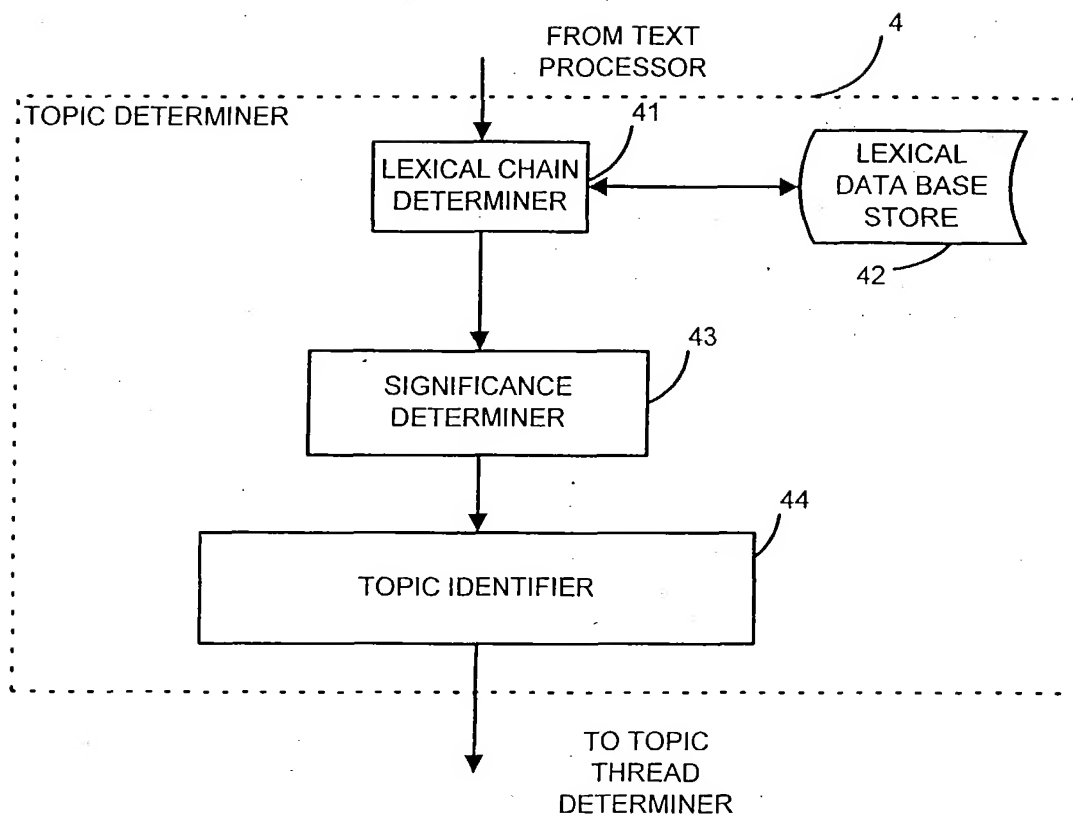 FROM TEXT
PROCESSOR
4
TOPIC DETERMINER
41
LEXICAL CHAIN
DETERMINER
LEXICAL
DATA BASE
STORE
42
43
SIGNIFICANCE
DETERMINER
44
TOPIC IDENTIFIER
TO TOPIC
THREAD
DETERMINER